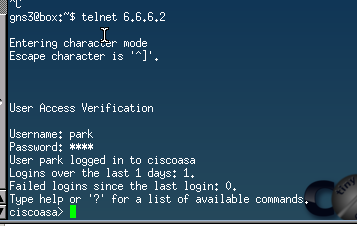 ^C
gns3@box:~$ telnet 6.6.6.2
Entering character mode
Escape character is '^]'.
User Access Verification
Username: park
Password: ****
User park logged in to ciscoasa
Logins over the last 1 days: 1.
Failed logins since the last login: 0.
Type help or '?' for a list of available commands.
ciscoasa>